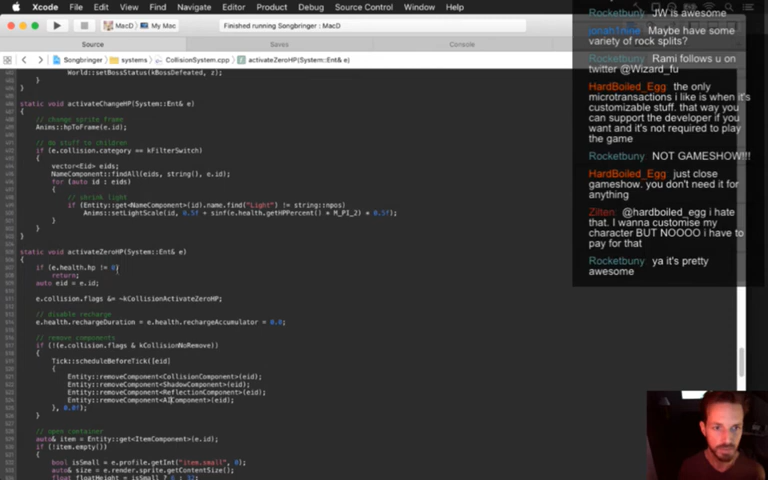 Xcode File Edit View Find Navigate Editor Product Debug Source Control Window Help
MacD My Mac
Finished running Songbringer : MacD
Source Saves Console
Songbringer systems CollisionSystem.cpp activateZeroHP(System::Ent& e)
World::setBossStatus(kBossDefeated, z);
}
}
static void activateChangeHP(System::Ent& e)
{
// change sprite frame
Anims::hpToFrame(e.id);
// do stuff to children
if (e.collision.category == kFilterSwitch)
{
vector<Eid> eids;
NameComponent::findAll(eids, string(), e.id);
for (auto id : eids)
{
// shrink light
if (Entity::get<NameComponent>(id).name.find("Light") != string::npos)
Anims::setLightScale(id, 0.5f + sinf(e.health.getHPPercent() * M_PI_2) * 0.5f);
}
}
}
static void activateZeroHP(System::Ent& e)
{
if (e.health.hp != 0)
return;
auto eid = e.id;
e.collision.flags &= ~kCollisionActivateZeroHP;
// disable recharge
e.health.rechargeDuration = e.health.rechargeAccumulator = 0.0;
// remove components
if (!(e.collision.flags & kCollisionNoRemove))
{
Tick::scheduleBeforeTick([eid]
{
Entity::removeComponent<CollisionComponent>(eid);
Entity::removeComponent<ShadowComponent>(eid);
Entity::removeComponent<ReflectionComponent>(eid);
Entity::removeComponent<AIComponent>(eid);
}, 0.0f);
}
// open container
auto& item = Entity::get<ItemComponent>(e.id);
if (!item.empty())
{
bool isSmall = e.profile.getInt("item.small", 0);
auto& size = e.render.sprite.getContentSize();
float floatHeight = isSmall ? 6 : 32;
Rocketbuny JW is awesome
jonah1nine Maybe have some
variety of rock splits?
Rocketbuny Rami follows u on
twitter @Wizard_fu
HardBoiled_Egg the only
microtransactions i like is when it's
customizable stuff. that way you
can support the developer if you
want and it's not required to play
the game
Rocketbuny NOT GAMESHOW!!!
HardBoiled_Egg just close
gameshow. you don't need it for
anything
Zilten @hardboiled_egg i hate
that. I wanna customise my
character BUT NOOOO i have to
pay for that
Rocketbuny ya it's pretty
awesome